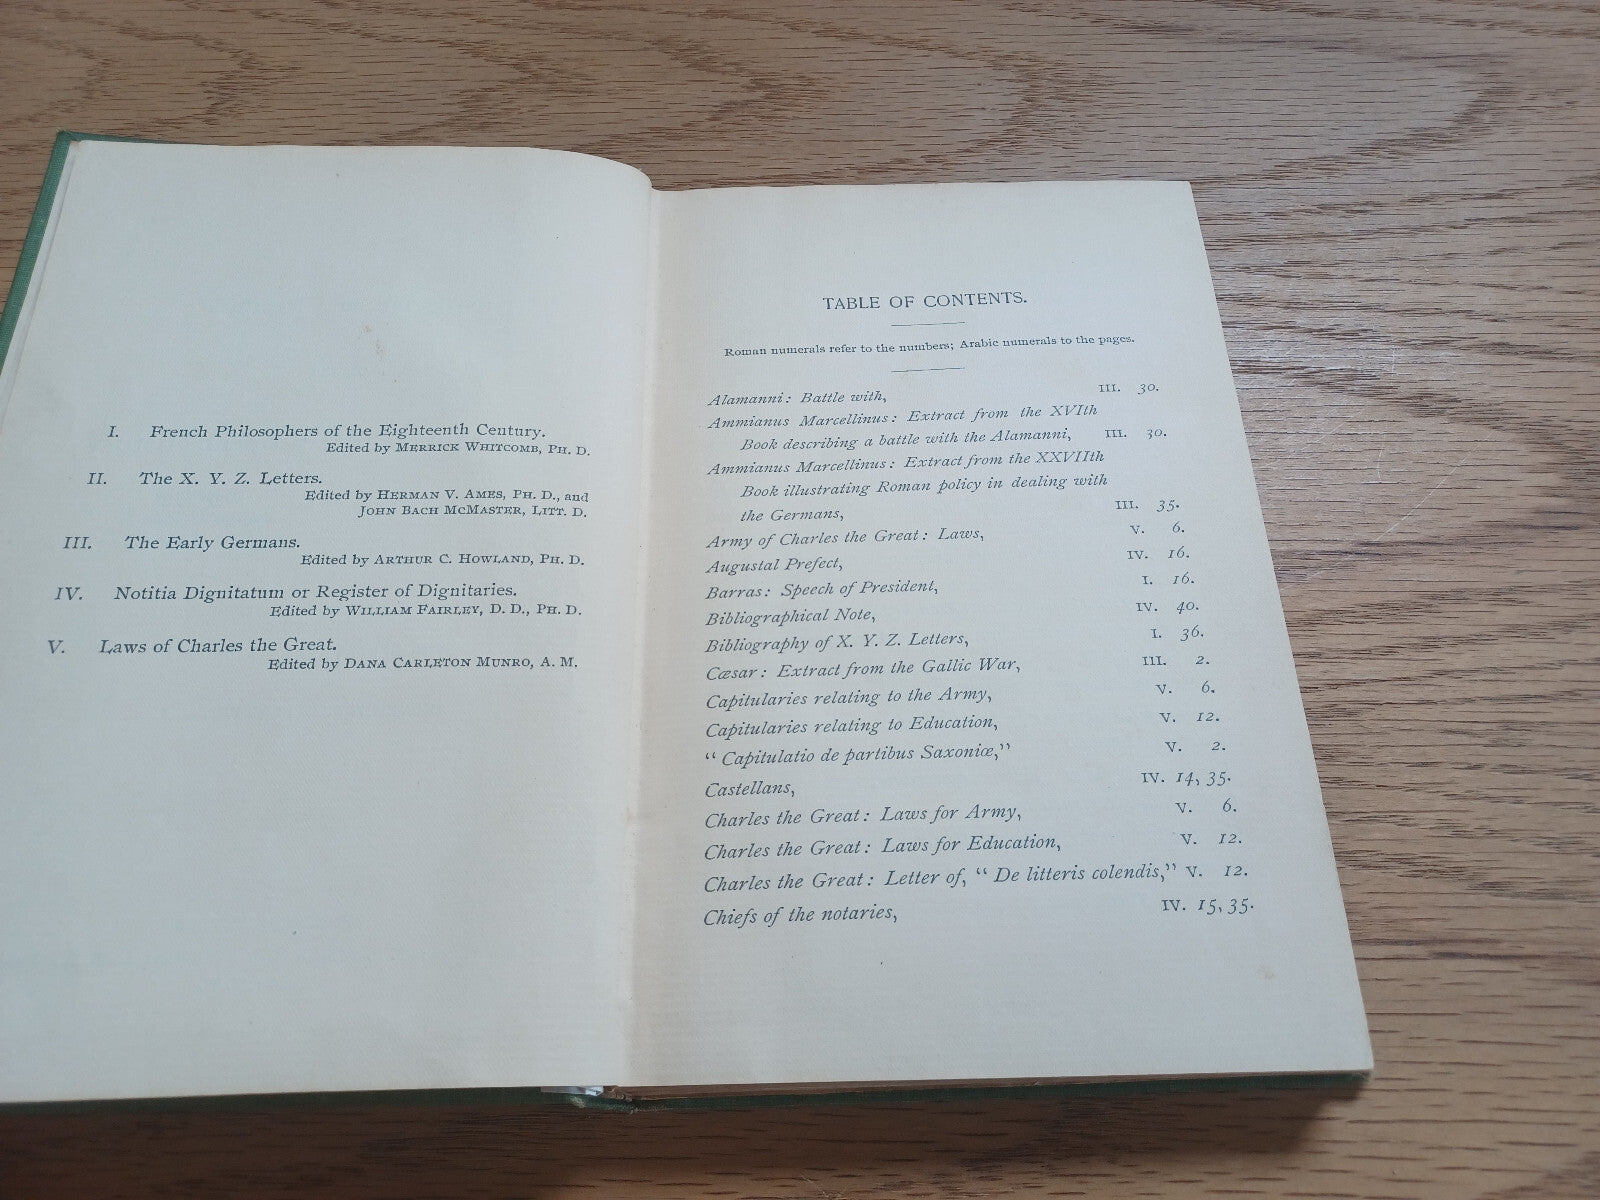 I. French Philosophers of the Eighteenth Century.
Edited by MERRICK WHITCOMB, PH. D.
II. The X. Y. Z. Letters.
Edited by HERMAN V. AMES, PH. D., and
JOHN BACH MCMASTER, LITT. D.
III. The Early Germans.
Edited by ARTHUR C. HOWLAND, PH. D.
IV. Notitia Dignitatum or Register of Dignitaries.
Edited by WILLIAM FAIRLEY, D. D., PH. D.
V. Laws of Charles the Great.
Edited by DANA CARLETON MUNRO, A. M.
TABLE OF CONTENTS.
Roman numerals refer to the numbers; Arabic numerals to the pages.
Alamanni: Battle with, III. 30.
Ammianus Marcellinus: Extract from the XVIth
Book describing a battle with the Alamanni, III. 30.
Ammianus Marcellinus: Extract from the XXVIIth
Book illustrating Roman policy in dealing with
the Germans, III. 35.
Army of Charles the Great: Laws, V. 6.
Augustal Prefect, IV. 16.
Barras: Speech of President, I. 16.
Bibliographical Note, IV. 40.
Bibliography of X. Y. Z. Letters, I. 36.
Cæsar: Extract from the Gallic War, III. 2.
Capitularies relating to the Army, V. 6.
Capitularies relating to Education, V. 12.
"Capitulatio de partibus Saxoniæ," V. 2.
Castellans, IV. 14, 35.
Charles the Great: Laws for Army, V. 6.
Charles the Great: Laws for Education, V. 12.
Charles the Great: Letter of, "De litteris colendis," V. 12.
Chiefs of the notaries, IV. 15, 35.